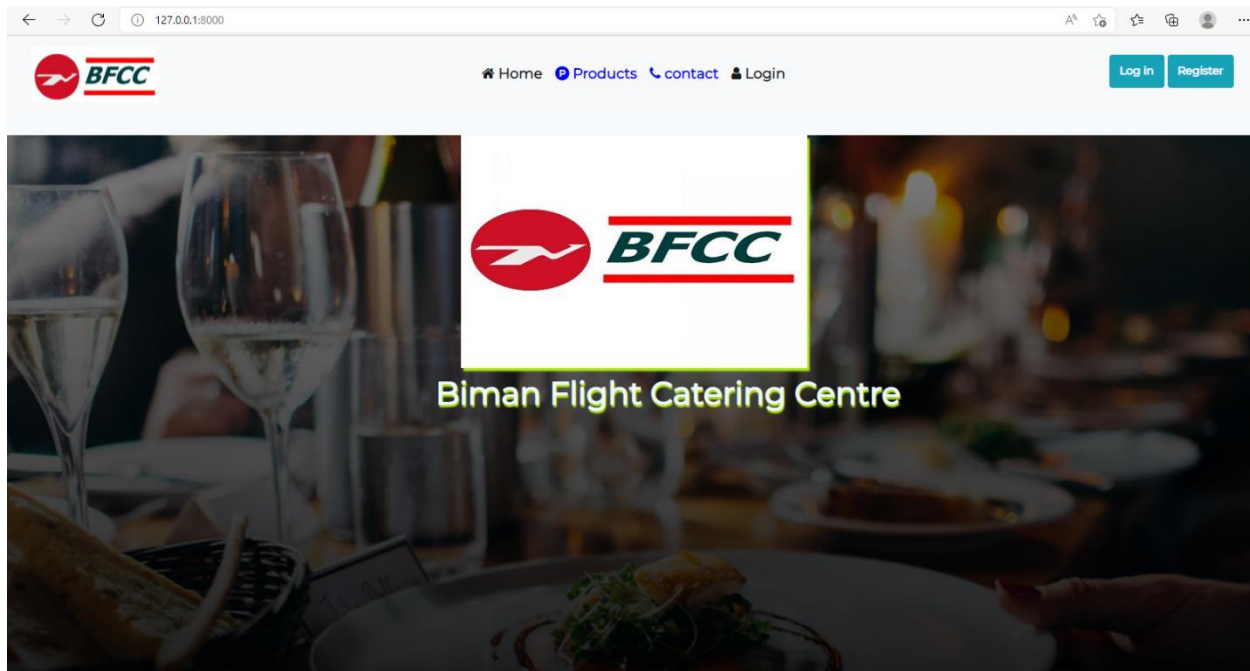 127.0.0.1:8000
BFCC
Home Products contact Login
Log in Register
BFCC
Biman Flight Catering Centre